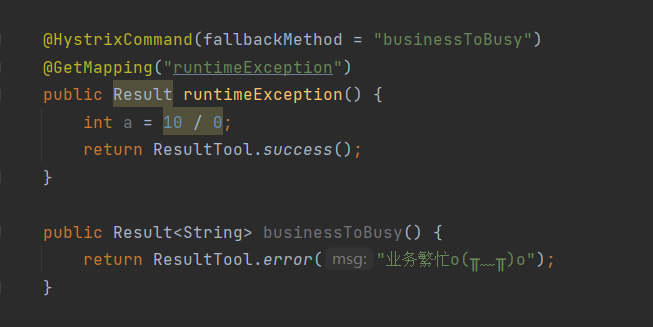 @HystrixCommand(fallbackMethod = "businessToBusy")
@GetMapping("runtimeException")
public Result runtimeException() {
int a = 10 / 0;
return ResultTool.success();
}
public Result<String> businessToBusy() {
return ResultTool.error( msg: "业务繁忙o(╥﹏╥)o");
}